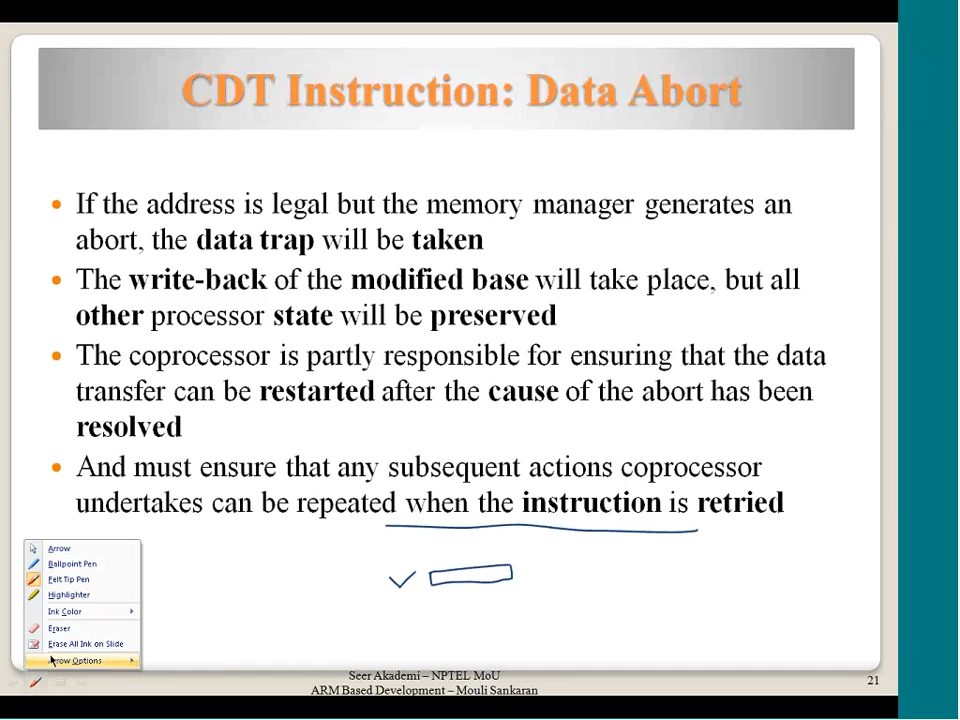 CDT Instruction: Data Abort
If the address is legal but the memory manager generates an
abort, the data trap will be taken
The write-back of the modified base will take place, but all
other processor state will be preserved
The coprocessor is partly responsible for ensuring that the data
transfer can be restarted after the cause of the abort has been
resolved
And must ensure that any subsequent actions coprocessor
undertakes can be repeated when the instruction is retried
Arrow
Ballpoint Pen
Felt Tip Pen
Highlighter
Ink Color
Eraser
Erase All Ink on Slide
Arrow Options
Seer Akademi – NPTEL MoU
ARM Based Development – Mouli Sankaran
21